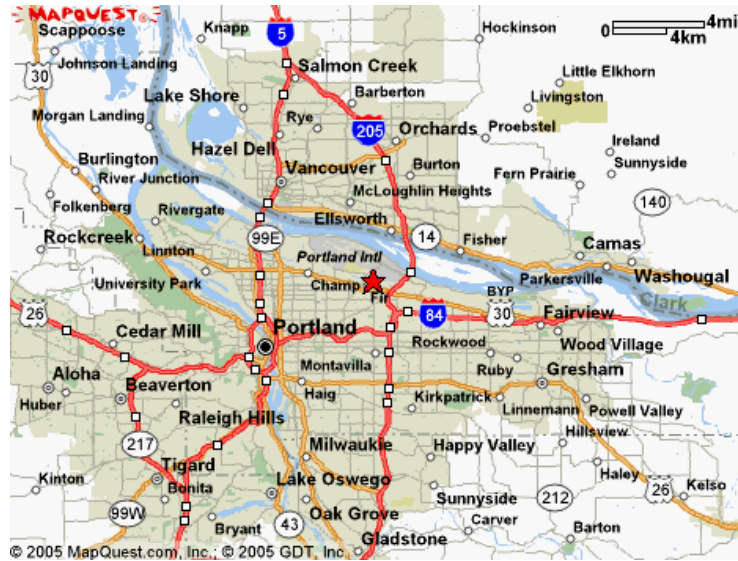 MAPQUEST
4mi
0
4km
Scappoose
Knapp
5
Hockinson
Johnson Landing
Salmon Creek
30
Little Elkhorn
Lake Shore
Barberton
Livingston
Morgan Landing
Rye
205
Orchards
Proebstel
Ireland
Hazel Dell
Burlington
Vancouver
Burton
Sunnyside
River Junction
Fern Prairie
McLoughlin Heights
Folkenberg
Rivergate
140
Ellsworth
Rockcreek
99E
14
Fisher
Camas
Linnton
Portland Intl
Parkersville
Washougal
University Park
Champ
Fir
BYP
Clark
26
84
30
Fairview
Cedar Mill
Portland
Rockwood
Wood Village
Aloha
Montavilla
Ruby
Gresham
Beaverton
Huber
Haig
Kirkpatrick
Linnemann
Powell Valley
Raleigh Hills
217
Milwaukie
Happy Valley
Hillsview
Tigard
Haley
Kinton
Bonita
Lake Oswego
Sunnyside
212
26
Kelso
99W
Oak Grove
Bryant
43
Carver
Barton
Gladstone
© 2005 MapQuest.com, Inc.; © 2005 GDT, Inc.